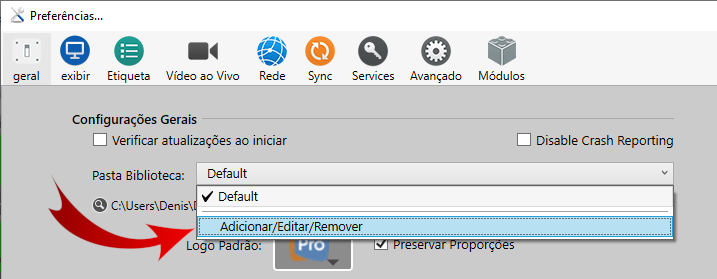 Preferências...
geral exibir Etiqueta Vídeo ao Vivo Rede Sync Services Avançado Módulos
Configurações Gerais
Verificar atualizações ao iniciar Disable Crash Reporting
Pasta Biblioteca: Default
Default
C:\Users\Denis\
Adicionar/Editar/Remover
Logo Padrão: Pro Preservar Proporções